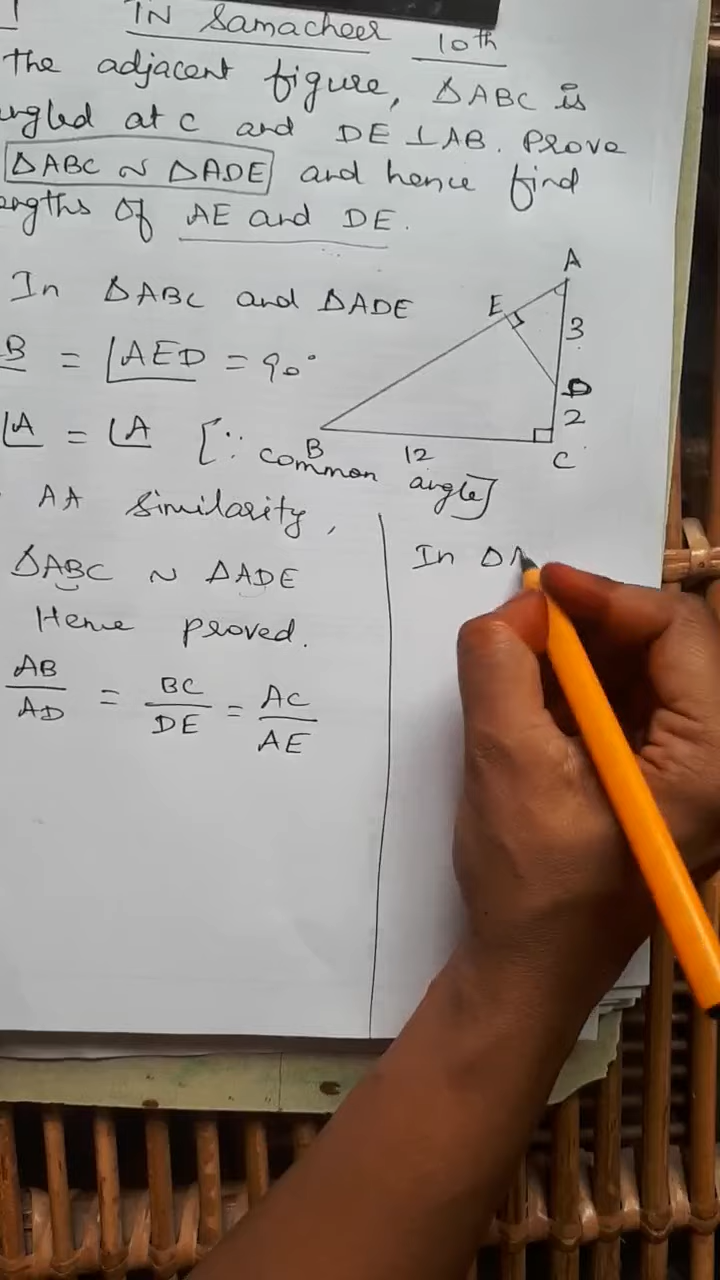 1 IN Samacheer 10th
the adjacent figure, ΔABC is
ngled at C and DE ⊥ AB. Prove
ΔABC ~ ΔADE and hence find
engths of AE and DE.
In ΔABC and ΔADE
B = ∠AED = 90°
∠A = ∠A [∵ common angle]
AA Similarity,
ΔABC ~ ΔADE
Hence proved.
AB/AD = BC/DE = AC/AE
A
E
3
D
2
B
12
C
In Δ